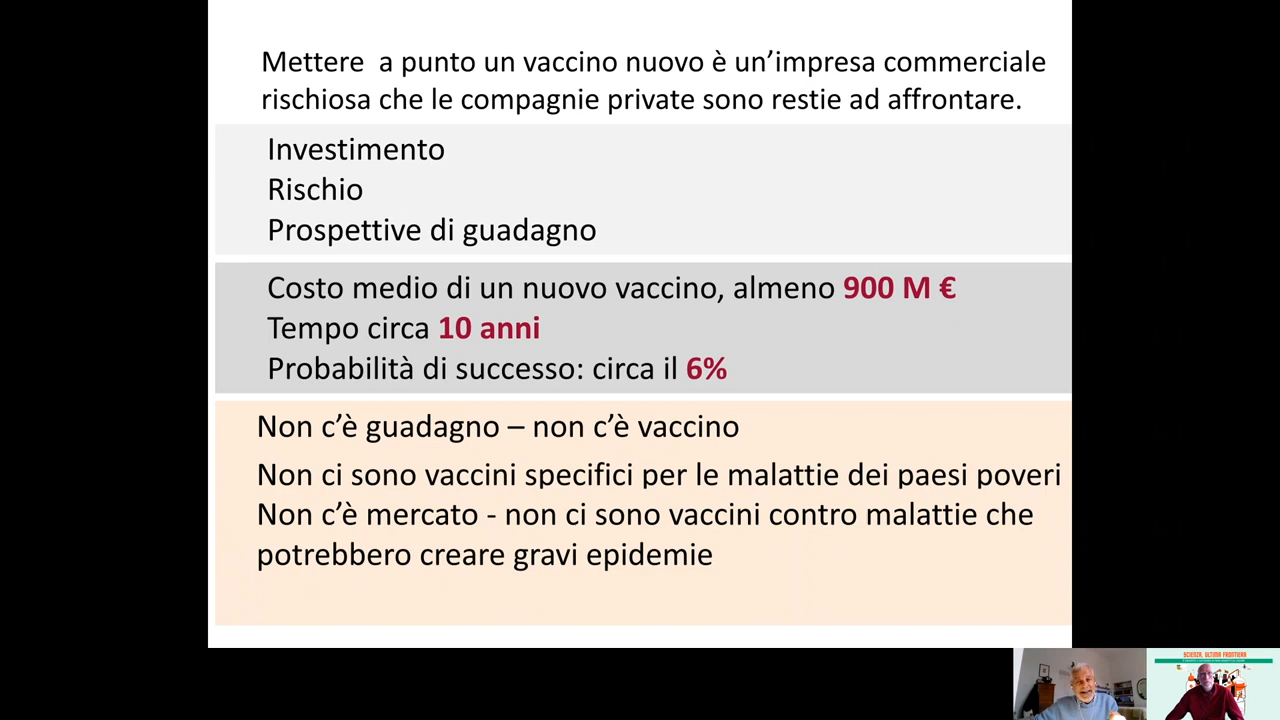 Mettere a punto un vaccino nuovo è un’impresa commerciale
rischiosa che le compagnie private sono restie ad affrontare.
Investimento
Rischio
Prospettive di guadagno
Costo medio di un nuovo vaccino, almeno 900 M €
Tempo circa 10 anni
Probabilità di successo: circa il 6%
Non c’è guadagno – non c’è vaccino
Non ci sono vaccini specifici per le malattie dei paesi poveri
Non c’è mercato - non ci sono vaccini contro malattie che
potrebbero creare gravi epidemie
SCIENZA, ULTIMA FRONTIERA